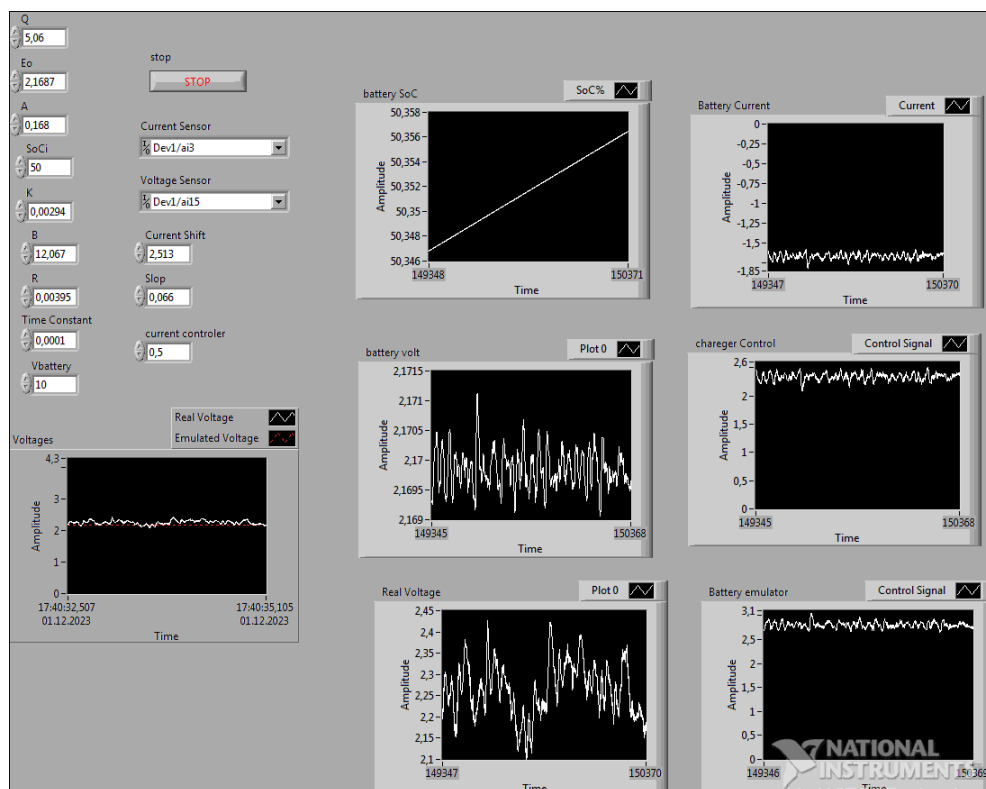 Q
5,06
Eo
2,1687
A
0,168
SoCi
50
K
0,00294
B
12,067
R
0,00395
Time Constant
0,0001
Vbattery
10
stop
STOP
Current Sensor
Dev1/ai3
Voltage Sensor
Dev1/ai15
Current Shift
2,513
Slop
0,066
current controler
0,5
Real Voltage
Emulated Voltage
Voltages
4,3
3
2
1
0
Amplitude
17:40:32,507
01.12.2023
17:40:35,105
01.12.2023
Time
battery SoC
SoC%
50,358
50,356
50,354
50,352
50,35
50,348
50,346
Amplitude
149348
150371
Time
Battery Current
Current
0
-0,25
-0,5
-0,75
-1
-1,25
-1,5
-1,85
Amplitude
149347
150370
Time
battery volt
Plot 0
2,1715
2,171
2,1705
2,17
2,1695
2,169
Amplitude
149345
150368
Time
chareger Control
Control Signal
2,6
2
1,5
1
0,5
0
Amplitude
149345
150368
Time
Real Voltage
Plot 0
2,45
2,4
2,35
2,3
2,25
2,2
2,15
2,1
Amplitude
149347
150370
Time
Battery emulator
Control Signal
3,1
2,5
2
1,5
1
0,5
0
Amplitude
149346
150369
Time
NATIONAL
INSTRUMENTS